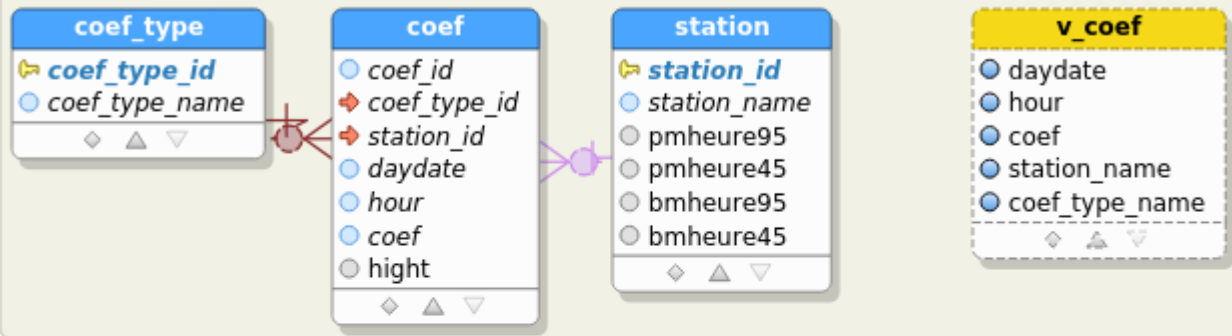 coef_type
coef_type_id
coef_type_name
coef
coef_id
coef_type_id
station_id
daydate
hour
coef
hight
station
station_id
station_name
pmheure95
pmheure45
bmheure95
bmheure45
v_coef
daydate
hour
coef
station_name
coef_type_name